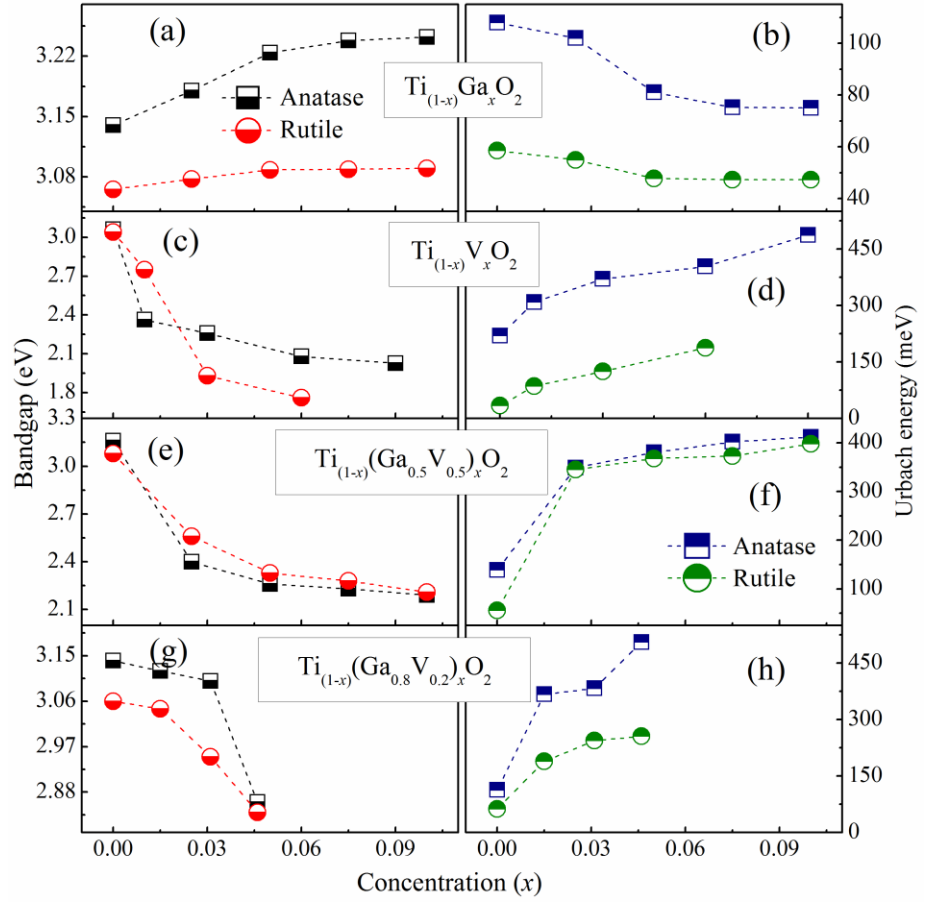 (a)
(b)
Ti(1-x)GaxO2
Anatase
Rutile
3.22
3.15
3.08
100
80
60
40
(c)
Ti(1-x)VxO2
(d)
3.0
2.7
2.4
2.1
1.8
450
300
150
0
Bandgap (eV)
Urbach energy (meV)
(e)
Ti(1-x)(Ga0.5V0.5)xO2
(f)
3.3
3.0
2.7
2.4
2.1
Anatase
Rutile
400
300
200
100
(g)
Ti(1-x)(Ga0.8V0.2)xO2
(h)
3.15
3.06
2.97
2.88
450
300
150
0
0.00 0.03 0.06 0.09 0.00 0.03 0.06 0.09
Concentration (x)